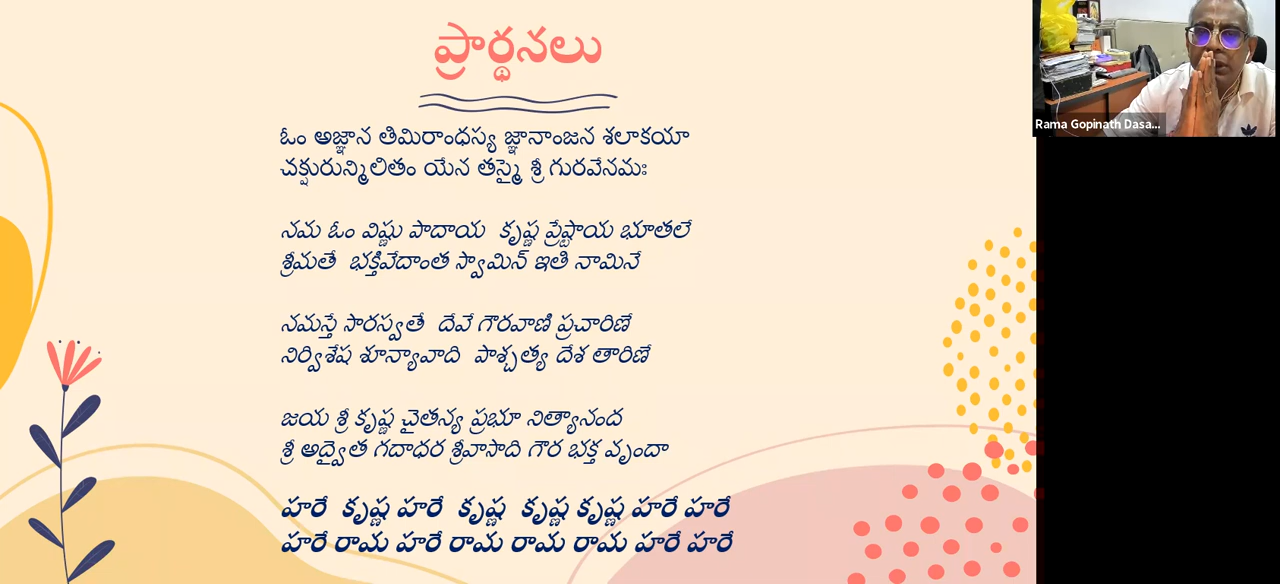 ప్రార్థనలు
ఓం అజ్ఞాన తిమిరాంధస్య జ్ఞానాంజన శలాకయా
చక్షురున్మిలితం యేన తస్మై శ్రీ గురవేనమః
నమ ఓం విష్ణు పాదాయ కృష్ణ ప్రేష్ఠాయ భూతలే
శ్రీమతే భక్తివేదాంత స్వామిన్ ఇతి నామినే
నమస్తే సారస్వతే దేవే గౌరవాణి ప్రచారిణే
నిర్విశేష శూన్యావాది పాశ్చత్య దేశ తారిణే
జయ శ్రీ కృష్ణ చైతన్య ప్రభూ నిత్యానంద
శ్రీ అద్వైత గదాధర శ్రీవాసాది గౌర భక్త వృందా
హరే కృష్ణ హరే కృష్ణ కృష్ణ కృష్ణ హరే హరే
హరే రామ హరే రామ రామ రామ హరే హరే
Rama Gopinath Dasa...